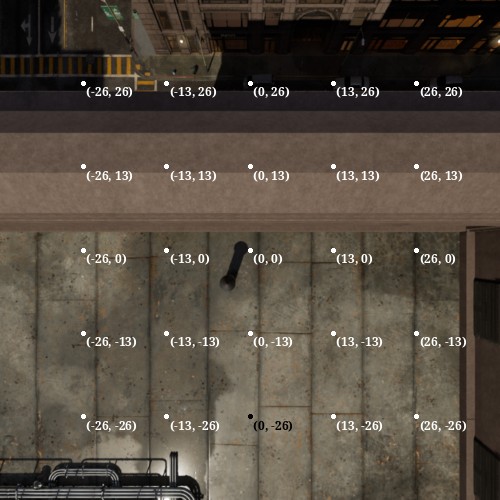 (-26, 26) (-13, 26) (0, 26) (13, 26) (26, 26)
(-26, 13) (-13, 13) (0, 13) (13, 13) (26, 13)
(-26, 0) (-13, 0) (0, 0) (13, 0) (26, 0)
(-26, -13) (-13, -13) (0, -13) (13, -13) (26, -13)
(-26, -26) (-13, -26) (0, -26) (13, -26) (26, -26)